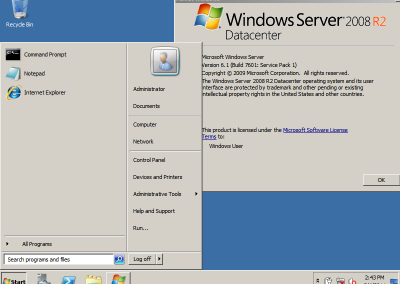 Recycle Bin
Command Prompt
Notepad
Internet Explorer
All Programs
Search programs and files
Administrator
Documents
Computer
Network
Control Panel
Devices and Printers
Administrative Tools
Help and Support
Run...
Log off
Windows Server 2008 R2
Datacenter
Microsoft Windows Server
Version 6.1 (Build 7601: Service Pack 1)
Copyright © 2009 Microsoft Corporation. All rights reserved.
The Windows Server 2008 R2 Datacenter operating system and its user
interface are protected by trademark and other pending or existing
intellectual property rights in the United States and other countries.
This product is licensed under the Microsoft Software License
Terms to:
Windows User
OK
Start
2:43 PM